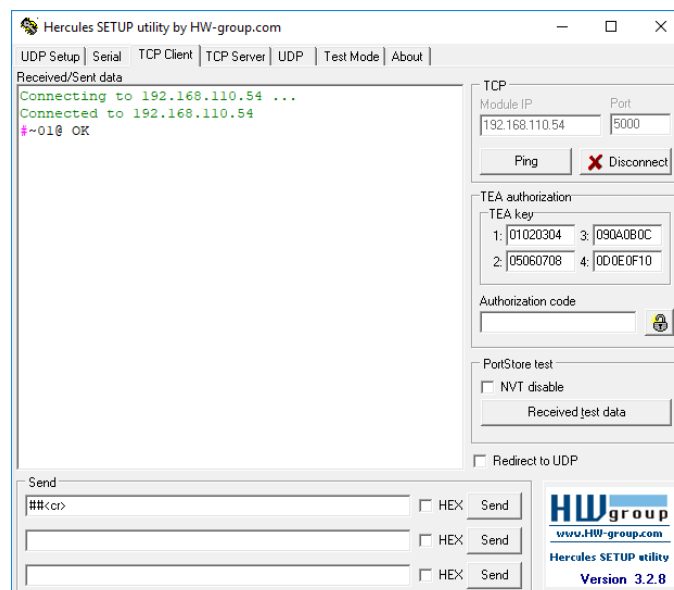 Hercules SETUP utility by HW-group.com
UDP Setup Serial TCP Client TCP Server UDP Test Mode About
Received/Sent data
Connecting to 192.168.110.54 ...
Connected to 192.168.110.54
#~01@ OK
TCP
Module IP Port
192.168.110.54 5000
Ping Disconnect
TEA authorization
TEA key
1: 01020304 3: 090A0B0C
2: 05060708 4: 0D0E0F10
Authorization code
PortStore test
NVT disable
Received test data
Redirect to UDP
Send
##<cr> HEX Send
HEX Send
HEX Send
HW group
www.HW-group.com
Hercules SETUP utility
Version 3.2.8